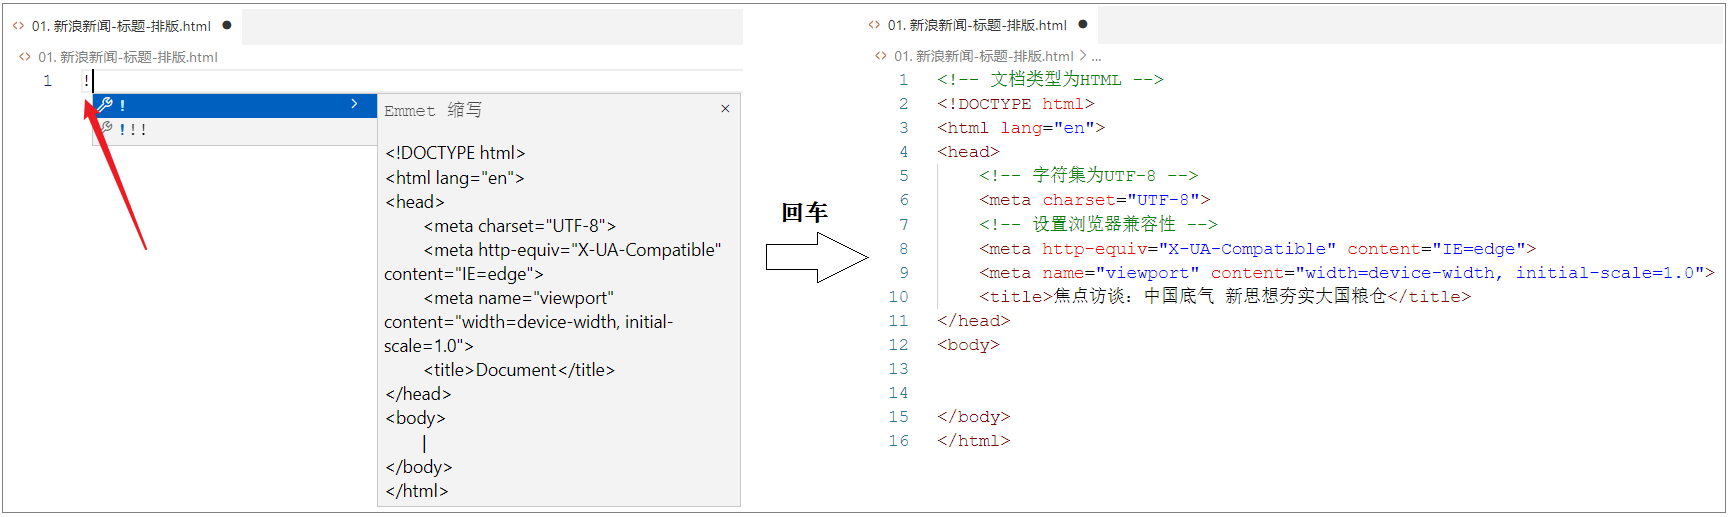 01. 新浪新闻-标题-排版.html
01. 新浪新闻-标题-排版.html
1 !
!
!!!
Emmet 缩写
<!DOCTYPE html>
<html lang="en">
<head>
<meta charset="UTF-8">
<meta http-equiv="X-UA-Compatible"
content="IE=edge">
<meta name="viewport"
content="width=device-width, initial-
scale=1.0">
<title>Document</title>
</head>
<body>
</body>
</html>
回车
01. 新浪新闻-标题-排版.html
01. 新浪新闻-标题-排版.html > ...
1 <!-- 文档类型为HTML -->
2 <!DOCTYPE html>
3 <html lang="en">
4 <head>
5 <!-- 字符集为UTF-8 -->
6 <meta charset="UTF-8">
7 <!-- 设置浏览器兼容性 -->
8 <meta http-equiv="X-UA-Compatible" content="IE=edge">
9 <meta name="viewport" content="width=device-width, initial-scale=1.0">
10 <title>焦点访谈：中国底气 新思想夯实大国粮仓</title>
11 </head>
12 <body>
13
14
15 </body>
16 </html>